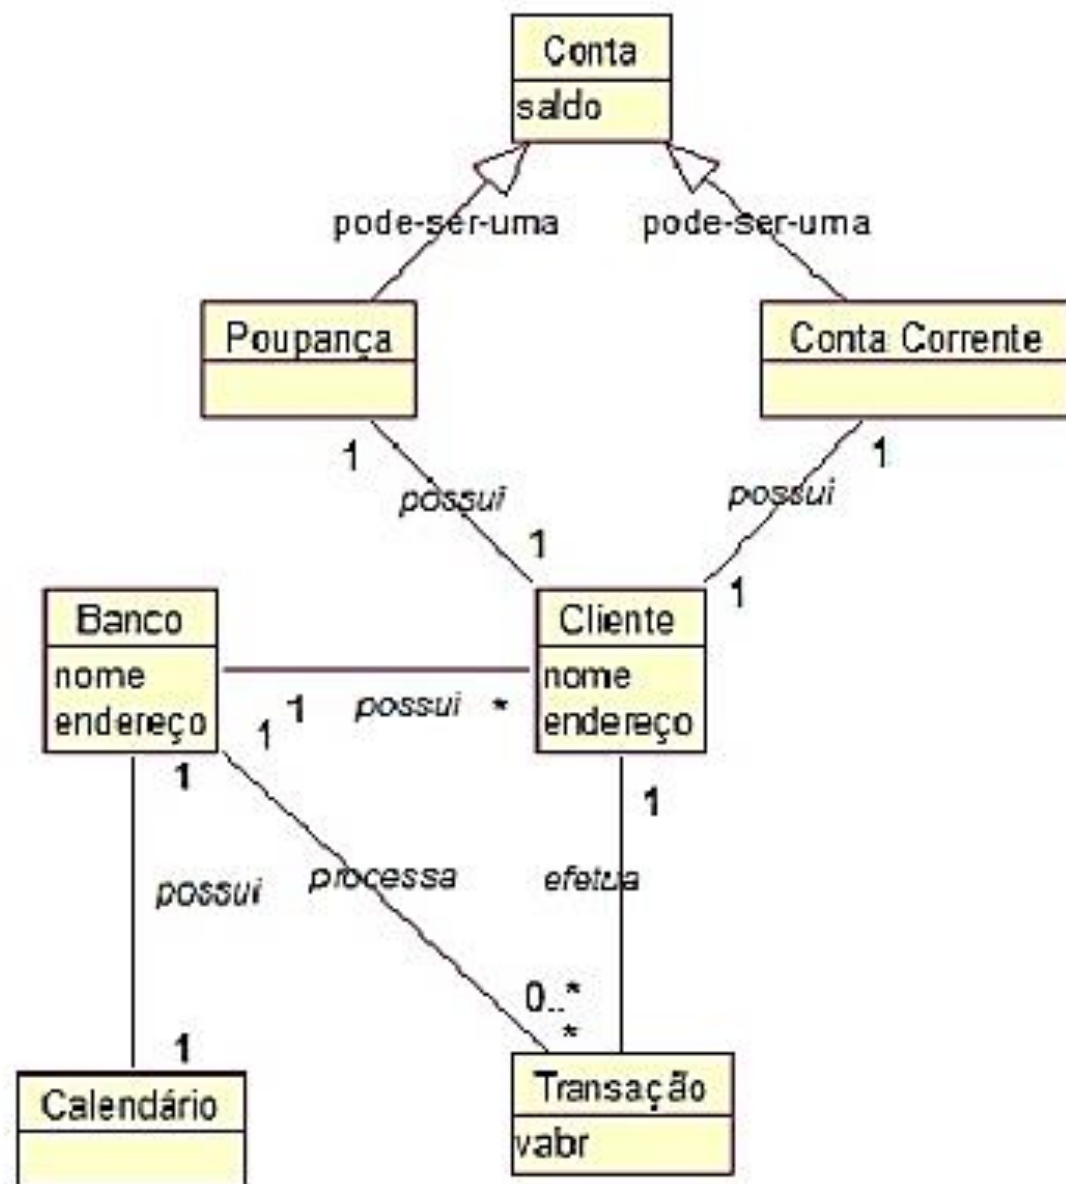 Conta
saldo
pode-ser-uma
pode-ser-uma
Poupança
Conta Corrente
1
1
possui
possui
1
1
Banco
nome
endereço
Cliente
nome
endereço
1
possui
*
1
1
1
possui
processa
efetua
0..*
*
1
Calendário
Transação
valor